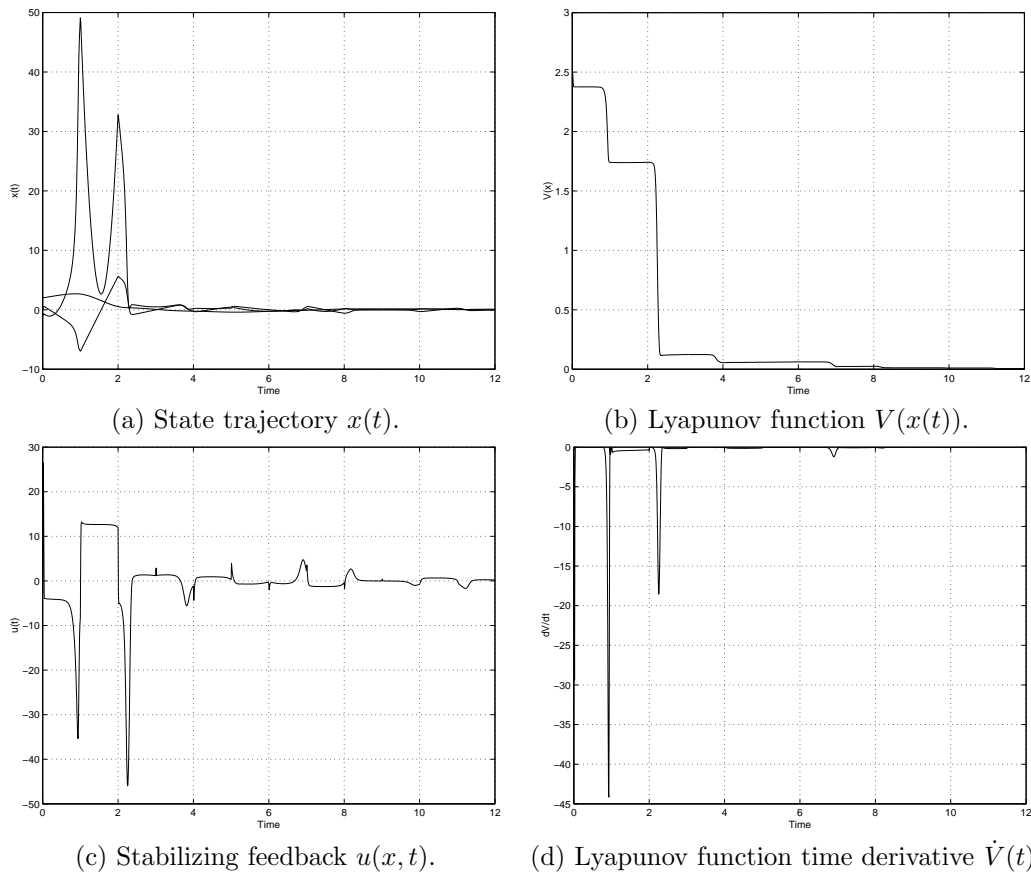 50
40
30
20
10
0
−10
x(t)
0 2 4 6 8 10 12
Time
(a) State trajectory x(t).
3
2.5
2
1.5
1
0.5
0
V(x)
0 2 4 6 8 10 12
Time
(b) Lyapunov function V(x(t)).
30
20
10
0
−10
−20
−30
−40
−50
u(t)
0 2 4 6 8 10 12
Time
(c) Stabilizing feedback u(x, t).
0
−5
−10
−15
−20
−25
−30
−35
−40
−45
dV/dt
0 2 4 6 8 10 12
Time
(d) Lyapunov function time derivative V̇(t)